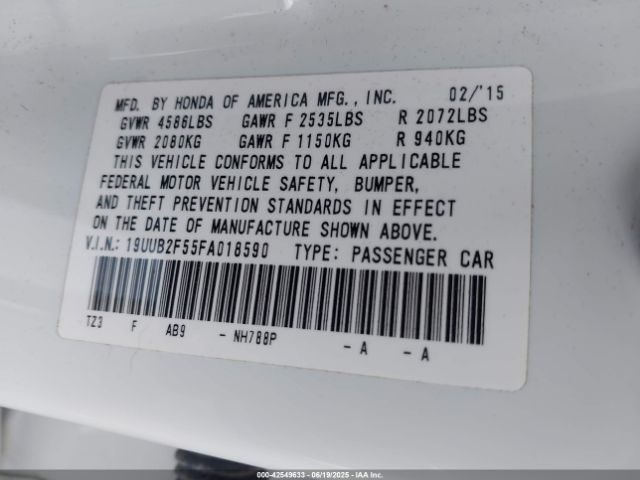 MFD. BY HONDA OF AMERICA MFG., INC. 02/'15
GVWR 4586LBS GAWR F 2535LBS R 2072LBS
GVWR 2080KG GAWR F 1150KG R 940KG
THIS VEHICLE CONFORMS TO ALL APPLICABLE
FEDERAL MOTOR VEHICLE SAFETY, BUMPER,
AND THEFT PREVENTION STANDARDS IN EFFECT
ON THE DATE OF MANUFACTURE SHOWN ABOVE.
V.I.N.: 19UUB2F55FA018590 TYPE: PASSENGER CAR
TZ3 F AB9 - NH788P - A - A
000-42549633 - 06/19/2025 - IAA Inc.